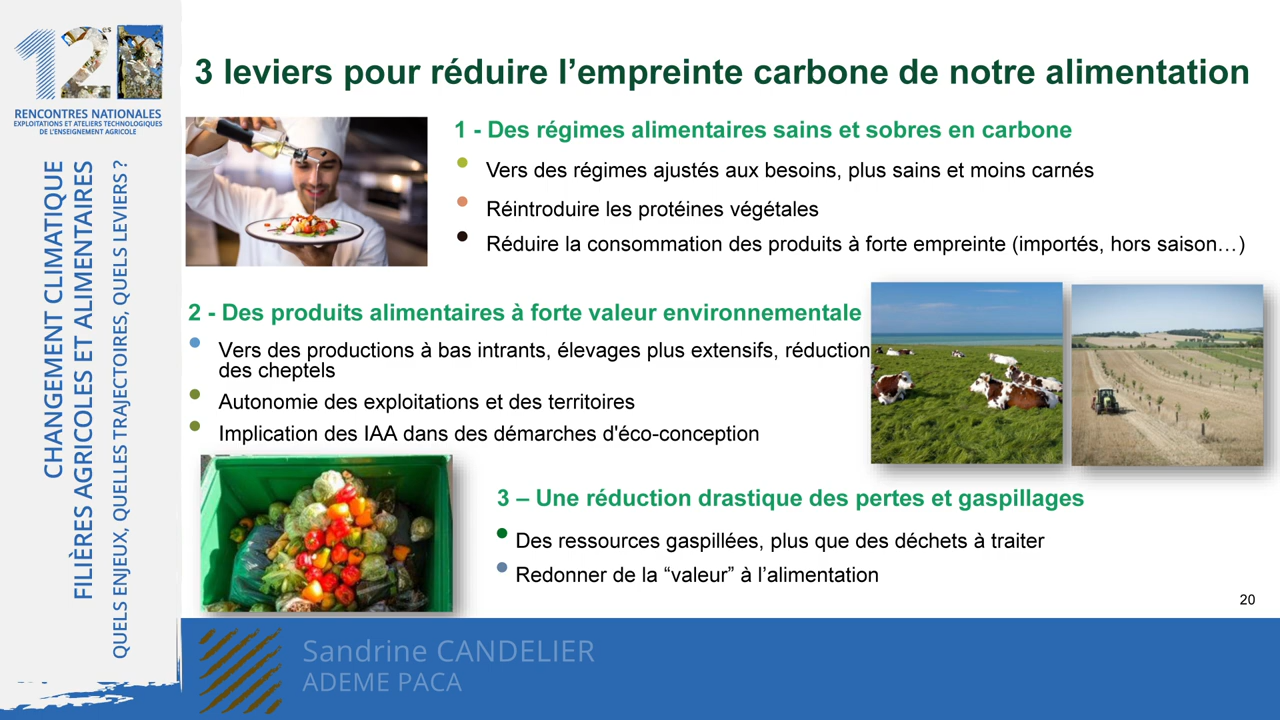 12es
RENCONTRES NATIONALES
EXPLOITATIONS ET ATELIERS TECHNOLOGIQUES
DE L'ENSEIGNEMENT AGRICOLE
CHANGEMENT CLIMATIQUE
FILIÈRES AGRICOLES ET ALIMENTAIRES
QUELS ENJEUX, QUELLES TRAJECTOIRES, QUELS LEVIERS ?
3 leviers pour réduire l’empreinte carbone de notre alimentation
1 - Des régimes alimentaires sains et sobres en carbone
Vers des régimes ajustés aux besoins, plus sains et moins carnés
Réintroduire les protéines végétales
Réduire la consommation des produits à forte empreinte (importés, hors saison…)
2 - Des produits alimentaires à forte valeur environnementale
Vers des productions à bas intrants, élevages plus extensifs, réduction
des cheptels
Autonomie des exploitations et des territoires
Implication des IAA dans des démarches d'éco-conception
3 – Une réduction drastique des pertes et gaspillages
Des ressources gaspillées, plus que des déchets à traiter
Redonner de la “valeur” à l’alimentation
20
Sandrine CANDELIER
ADEME PACA